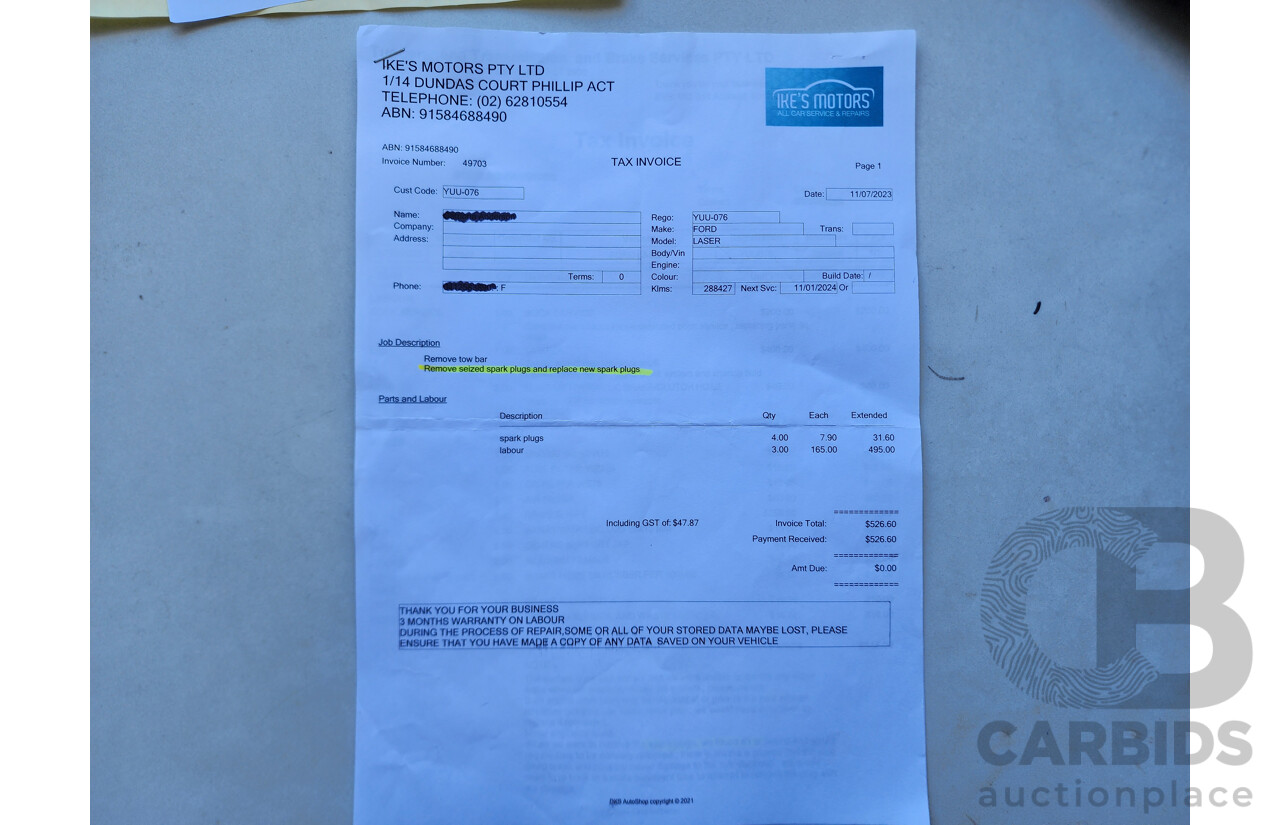 IKE'S MOTORS PTY LTD
1/14 DUNDAS COURT PHILLIP ACT
TELEPHONE: (02) 62810554
ABN: 91584688490
IKE'S MOTORS
ALL CAR SERVICE & REPAIRS
ABN: 91584688490
Invoice Number: 49703
TAX INVOICE
Page 1
Cust Code: YUU-076
Date: 11/07/2023
Name:
Company:
Address:
Terms: 0
Phone: F
Rego: YUU-076
Make: FORD Trans:
Model: LASER
Body/Vin
Engine:
Colour: Build Date: /
Klms: 288427 Next Svc: 11/01/2024 Or
Job Description
Remove tow bar
Remove seized spark plugs and replace new spark plugs
Parts and Labour
Description Qty Each Extended
spark plugs 4.00 7.90 31.60
labour 3.00 165.00 495.00
=============
Including GST of: $47.87 Invoice Total: $526.60
Payment Received: $526.60
=============
Amt Due: $0.00
=============
THANK YOU FOR YOUR BUSINESS
3 MONTHS WARRANTY ON LABOUR
DURING THE PROCESS OF REPAIR,SOME OR ALL OF YOUR STORED DATA MAYBE LOST, PLEASE
ENSURE THAT YOU HAVE MADE A COPY OF ANY DATA SAVED ON YOUR VEHICLE
AutoShop copyright © 2021
CB
CARBIDS
auctionplace